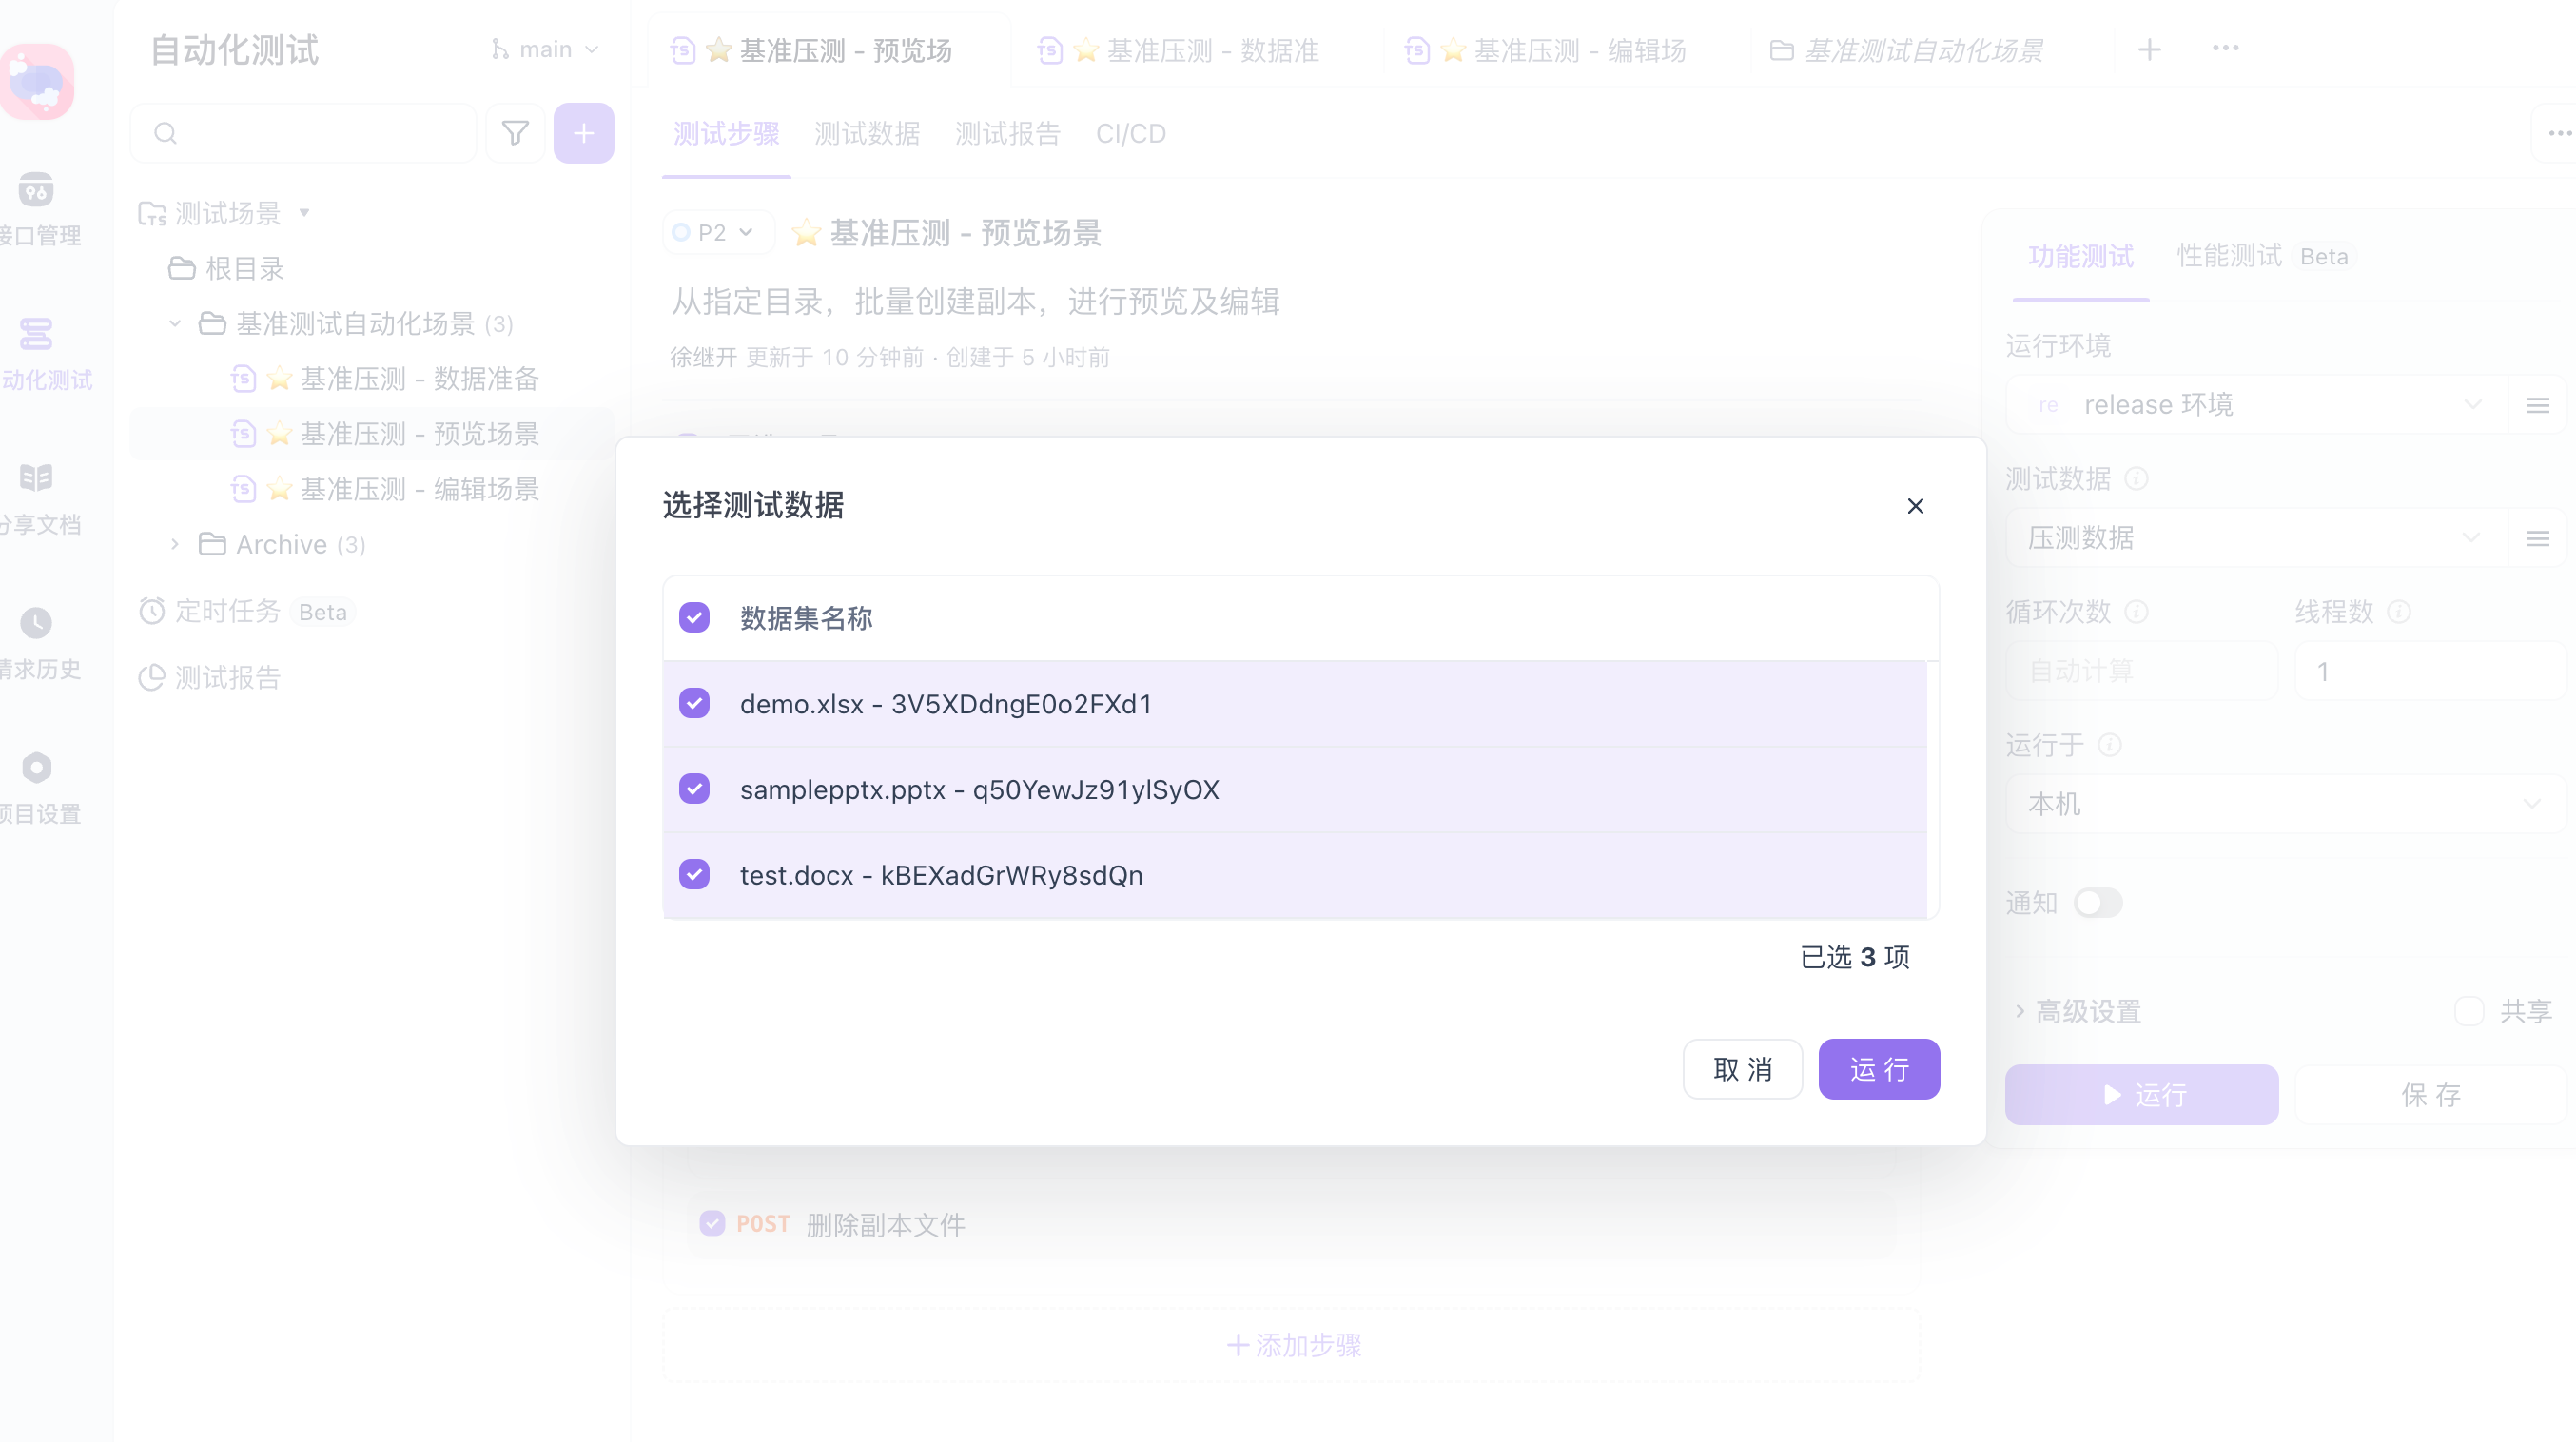 自动化测试
main
基准压测 - 预览场
基准压测 - 数据准
基准压测 - 编辑场
基准测试自动化场景
测试步骤 测试数据 测试报告 CI/CD
接口管理
自动化测试
分享文档
请求历史
项目设置
测试场景
根目录
基准测试自动化场景 (3)
TS 基准压测 - 数据准备
TS 基准压测 - 预览场景
TS 基准压测 - 编辑场景
Archive (3)
定时任务 Beta
测试报告
P2 基准压测 - 预览场景
从指定目录，批量创建副本，进行预览及编辑
徐继开 更新于 10 分钟前 · 创建于 5 小时前
选择测试数据
数据集名称
demo.xlsx - 3V5XDdngE0o2FXd1
samplepptx.pptx - q50YewJz91ylSyOX
test.docx - kBEXadGrWRy8sdQn
已选 3 项
取 消 运 行
POST 删除副本文件
添加步骤
功能测试 性能测试 Beta
运行环境
re release 环境
测试数据
压测数据
循环次数 线程数
自动计算 1
运行于
本机
通知
高级设置 共享
运行 保 存